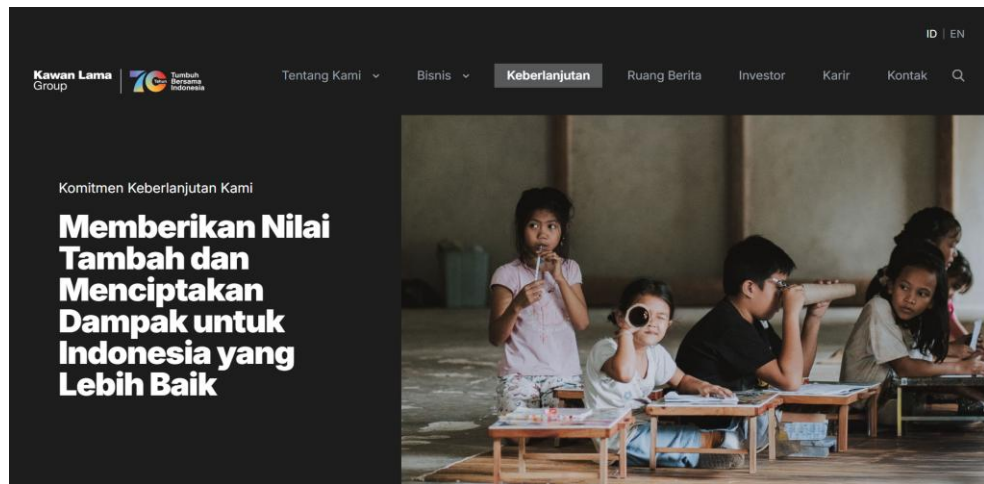 ID | EN
Kawan Lama
Group
70 Tahun
Tumbuh
Bersama
Indonesia
Tentang Kami
Bisnis
Keberlanjutan
Ruang Berita
Investor
Karir
Kontak
Komitmen Keberlanjutan Kami
Memberikan Nilai
Tambah dan
Menciptakan
Dampak untuk
Indonesia yang
Lebih Baik